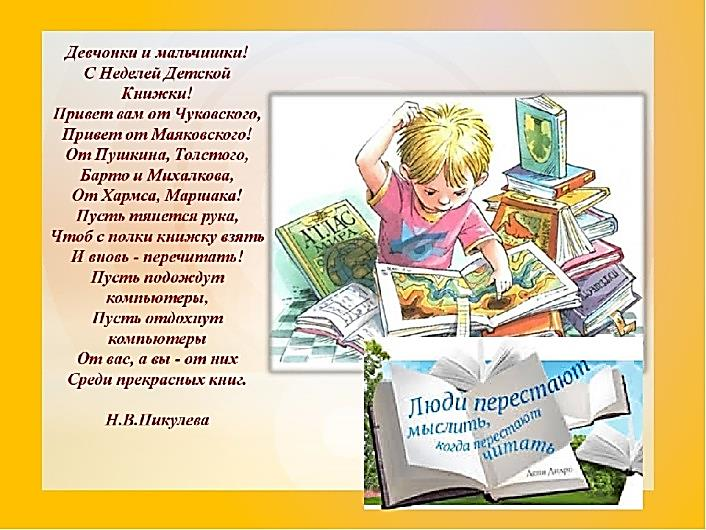 Девчонки и мальчишки!
С Неделей Детской
Книжки!
Привет вам от Чуковского,
Привет от Маяковского!
От Пушкина, Толстого,
Барто и Михалкова,
От Хармса, Маршака!
Пусть тянется рука,
Чтоб с полки книжку взять
И вновь - перечитать!
Пусть подождут
компьютеры,
Пусть отдохнут
компьютеры
От вас, а вы - от них
Среди прекрасных книг.
Н.В.Пикулева
АТЛАС
МИРА
Люди перестают
мыслить,
когда перестают
читать
Дени Дидро